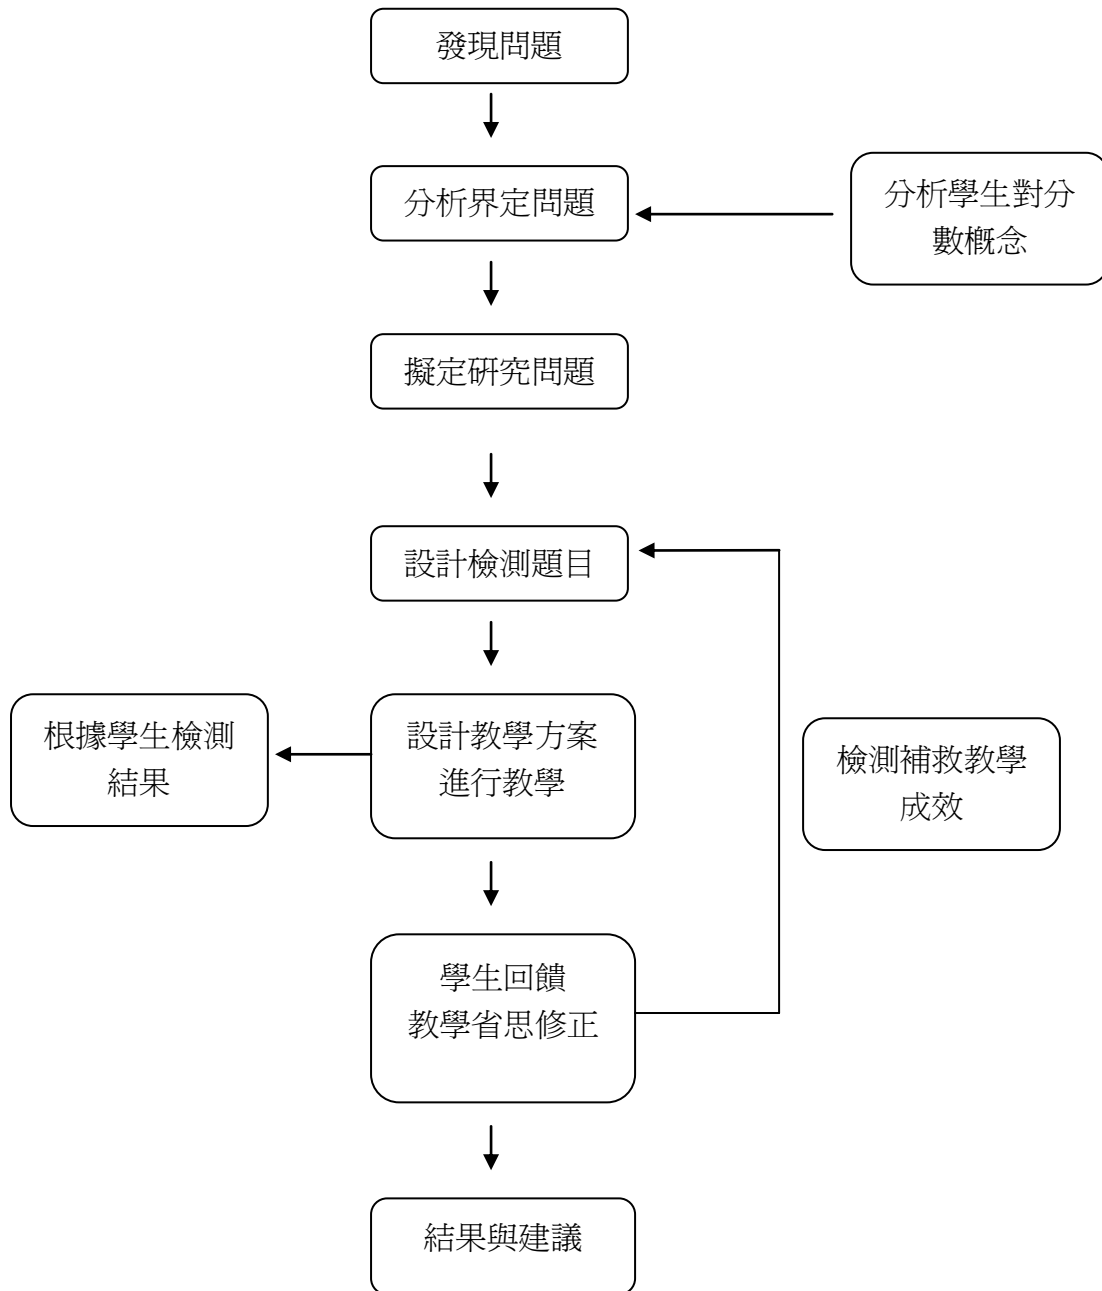 發現問題
分析界定問題
分析學生對分
數概念
擬定研究問題
設計檢測題目
根據學生檢測
結果
設計教學方案
進行教學
檢測補救教學
成效
學生回饋
教學省思修正
結果與建議